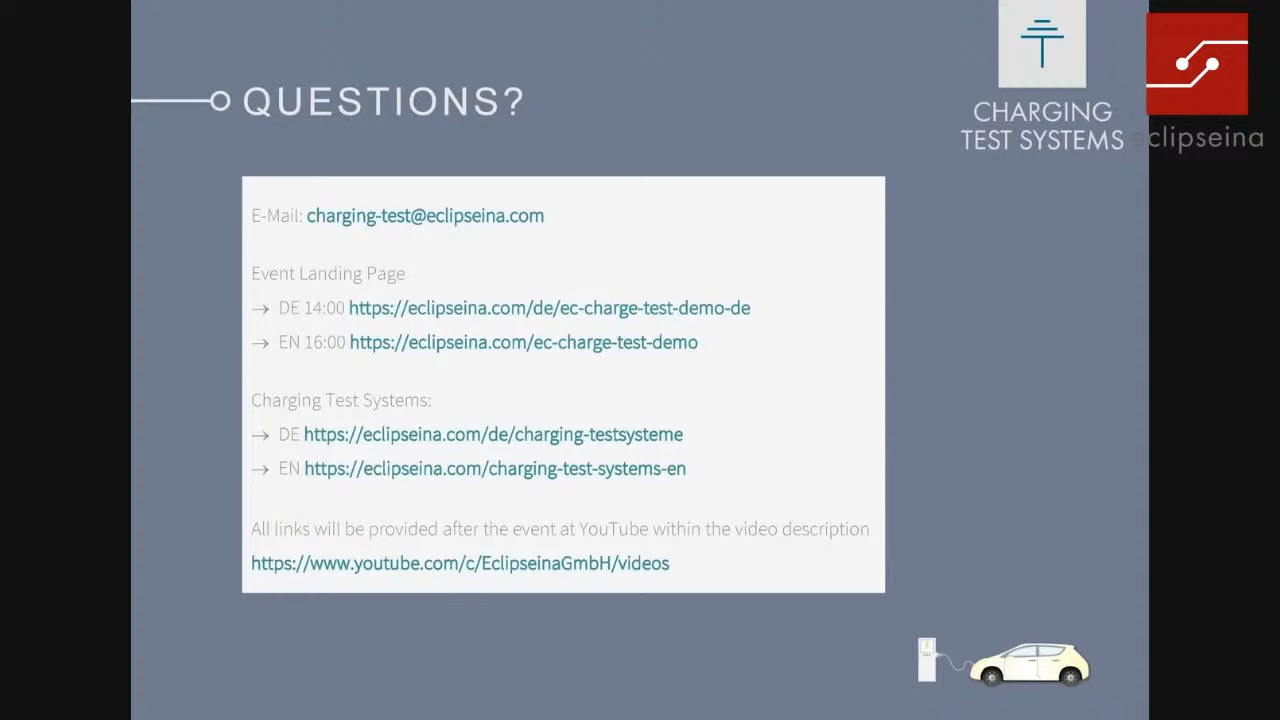 QUESTIONS?
CHARGING
TEST SYSTEMS
eclipseina
E-Mail: charging-test@eclipseina.com
Event Landing Page
→ DE 14:00 https://eclipseina.com/de/ec-charge-test-demo-de
→ EN 16:00 https://eclipseina.com/ec-charge-test-demo
Charging Test Systems:
→ DE https://eclipseina.com/de/charging-testsysteme
→ EN https://eclipseina.com/charging-test-systems-en
All links will be provided after the event at YouTube within the video description
https://www.youtube.com/c/EclipseinaGmbH/videos